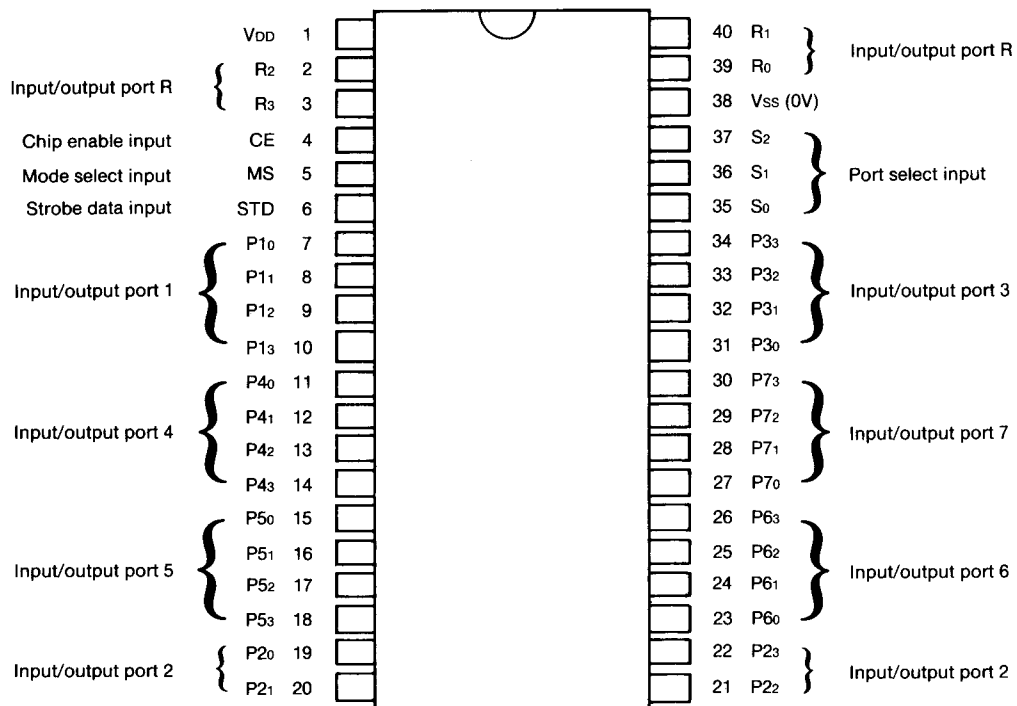 VDD 1
Input/output port R
R2 2
R3 3
Chip enable input CE 4
Mode select input MS 5
Strobe data input STD 6
Input/output port 1
P10 7
P11 8
P12 9
P13 10
Input/output port 4
P40 11
P41 12
P42 13
P43 14
Input/output port 5
P50 15
P51 16
P52 17
P53 18
Input/output port 2
P20 19
P21 20
40 R1
39 R0
Input/output port R
38 VSS (0V)
37 S2
36 S1
35 S0
Port select input
34 P33
33 P32
32 P31
31 P30
Input/output port 3
30 P73
29 P72
28 P71
27 P70
Input/output port 7
26 P63
25 P62
24 P61
23 P60
Input/output port 6
22 P23
21 P22
Input/output port 2